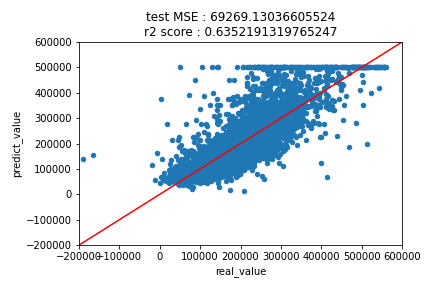 test MSE : 69269.13036605524
r2 score : 0.6352191319765247
600000
500000
400000
300000
200000
100000
0
−100000
−200000
predict_value
−200000 −100000 0 100000 200000 300000 400000 500000 600000
real_value